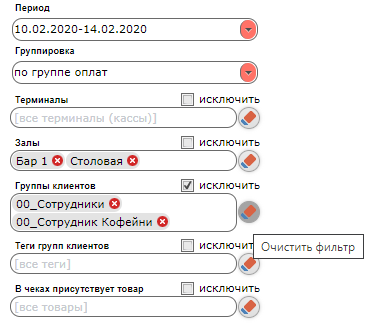 Период
10.02.2020-14.02.2020
Группировка
по группе оплат
Терминалы исключить
[все терминалы (кассы)]
Залы исключить
Бар 1 Столовая
Группы клиентов исключить
00_Сотрудники
00_Сотрудник Кофейни
Теги групп клиентов исключить
[все теги]
Очистить фильтр
В чеках присутствует товар исключить
[все товары]